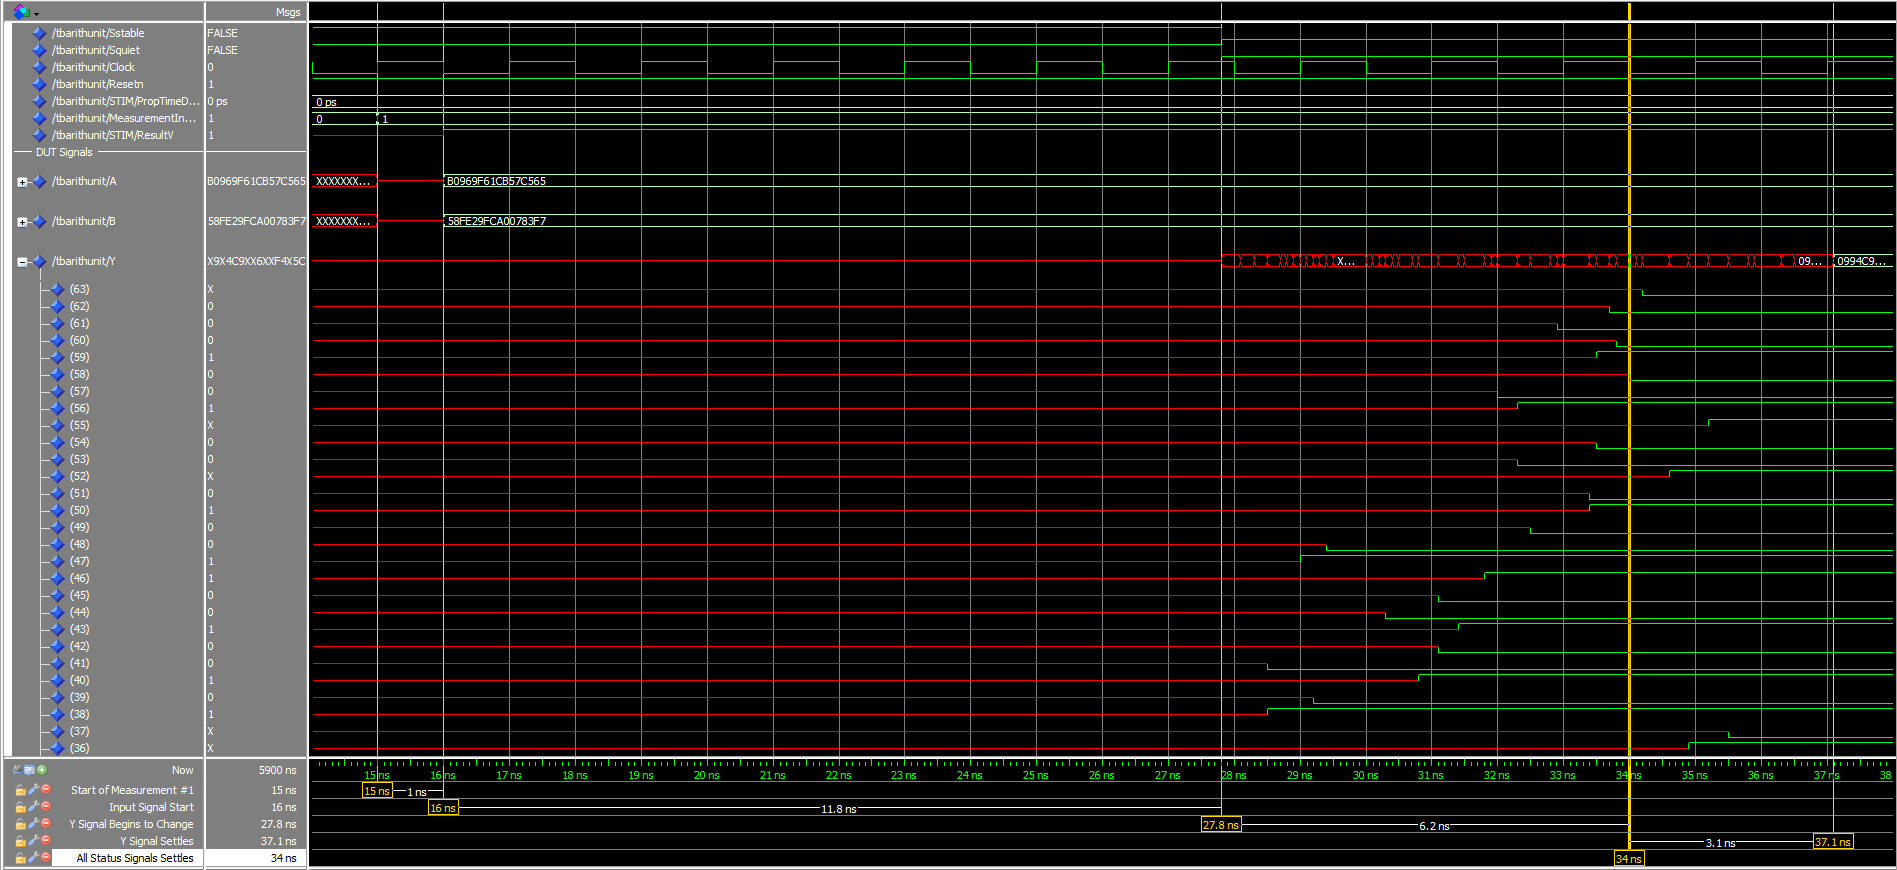 Msgs
/tbarithunit/Sstable FALSE
/tbarithunit/Squiet FALSE
/tbarithunit/Clock 0
/tbarithunit/Resetn 1
/tbarithunit/STIM/PropTimeD... 0 ps 0 ps
/tbarithunit/MeasurementIn... 1 0 1
/tbarithunit/STIM/ResultV 1
DUT Signals
/tbarithunit/A B0969F61CB57C565 XXXXXXX... B0969F61CB57C565
/tbarithunit/B 58FE29FCA00783F7 XXXXXXX... 58FE29FCA00783F7
/tbarithunit/Y X9X4C9XX6XXF4X5C X... 09... 0994C9...
(63) X
(62) 0
(61) 0
(60) 0
(59) 1
(58) 0
(57) 0
(56) 1
(55) X
(54) 0
(53) 0
(52) X
(51) 0
(50) 1
(49) 0
(48) 0
(47) 1
(46) 1
(45) 0
(44) 0
(43) 1
(42) 0
(41) 0
(40) 1
(39) 0
(38) 1
(37) X
(36) X
Now 5900 ns 15 ns 16 ns 17 ns 18 ns 19 ns 20 ns 21 ns 22 ns 23 ns 24 ns 25 ns 26 ns 27 ns 28 ns 29 ns 30 ns 31 ns 32 ns 33 ns 34 ns 35 ns 36 ns 37 ns 38
Start of Measurement #1 15 ns 15 ns 1 ns
Input Signal Start 16 ns 16 ns 11.8 ns
Y Signal Begins to Change 27.8 ns 27.8 ns 6.2 ns
Y Signal Settles 37.1 ns 3.1 ns 37.1 ns
All Status Signals Settles 34 ns 34 ns